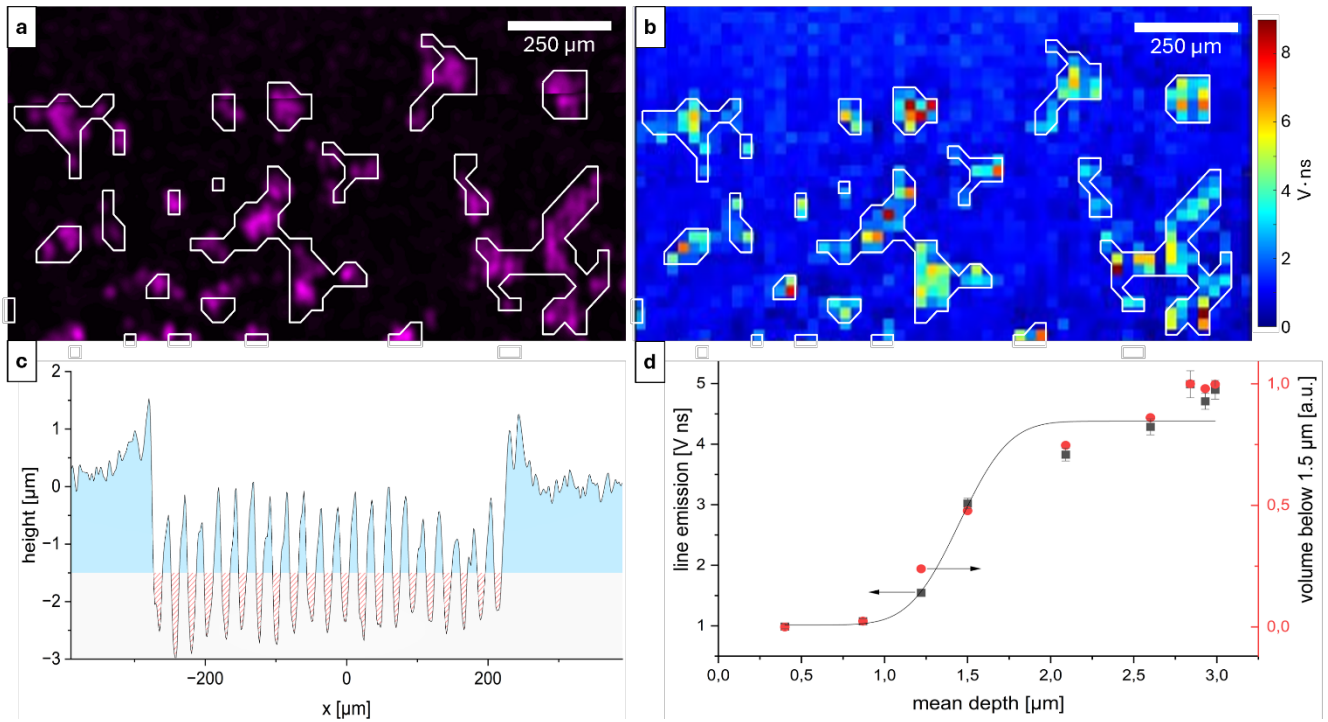 a
250 µm
b
250 µm
8
6
4
2
0
V·ns
c
2
1
0
−1
−2
−3
height [µm]
−200
0
200
x [µm]
d
5
4
3
2
1
line emission [V ns]
1,0
0,5
0,0
volume below 1.5 µm [a.u.]
0,0
0,5
1,0
1,5
2,0
2,5
3,0
mean depth [µm]